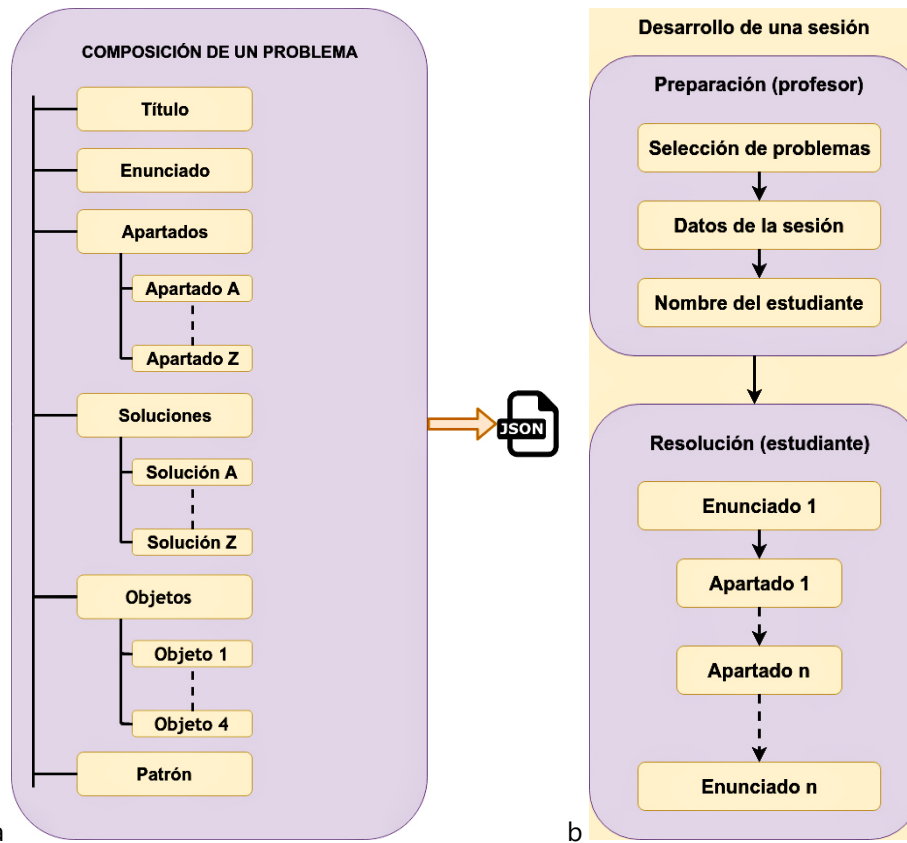 COMPOSICIÓN DE UN PROBLEMA
Título
Enunciado
Apartados
Apartado A
Apartado Z
Soluciones
Solución A
Solución Z
Objetos
Objeto 1
Objeto 4
Patrón
a
JSON
Desarrollo de una sesión
Preparación (profesor)
Selección de problemas
Datos de la sesión
Nombre del estudiante
Resolución (estudiante)
Enunciado 1
Apartado 1
Apartado n
Enunciado n
b